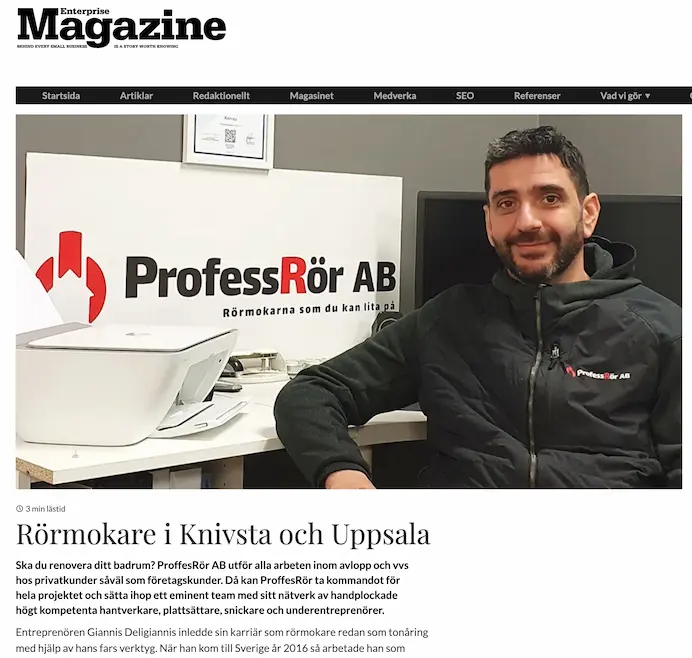 Enterprise
Magazine
BEHIND EVERY SMALL BUSINESS IS A STORY WORTH KNOWING
Startsida Artiklar Redaktionellt Magasinet Medverka SEO Referenser Vad vi gör ▼
ProfessRör AB
Rörmokarna som du kan lita på
ProfessRör AB
3 min lästid
Rörmokare i Knivsta och Uppsala
Ska du renovera ditt badrum? ProffesRör AB utför alla arbeten inom avlopp och vvs
hos privatkunder såväl som företagskunder. Då kan ProffesRör ta kommandot för
hela projektet och sätta ihop ett eminent team med sitt nätverk av handplockade
högt kompetenta hantverkare, plattsättare, snickare och underentreprenörer.
Entreprenören Giannis Deligiannis inledde sin karriär som rörmokare redan som tonåring
med hjälp av hans fars verktyg. När han kom till Sverige år 2016 så arbetade han som